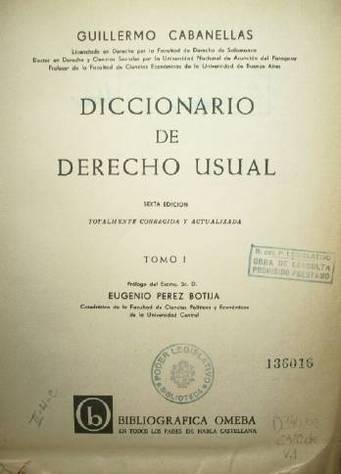 GUILLERMO CABANELLAS
Licenciado en Derecho por la Facultad de Derecho de Salamanca
Doctor en Derecho y Ciencias Sociales por la Universidad Nacional de Asunción del Paraguay
Profesor de la Facultad de Ciencias Económicas de la Universidad de Buenos Aires
DICCIONARIO
DE
DERECHO USUAL
SEXTA EDICION
TOTALMENTE CORREGIDA Y ACTUALIZADA
B. DEL P. LEGISLATIVO
OBRA DE CONSULTA
PROHIBIDO PRESTARLO
TOMO I
Prólogo del Excmo. Sr. D.
EUGENIO PEREZ BOTIJA
Catedrático de la Facultad de Ciencias Políticas y Económicas
de la Universidad Central
PODER LEGISLATIVO
BIBLIOTECA
136016
I-4-C
b
BIBLIOGRAFICA OMEBA
EN TODOS LOS PAISES DE HABLA CASTELLANA
v.1